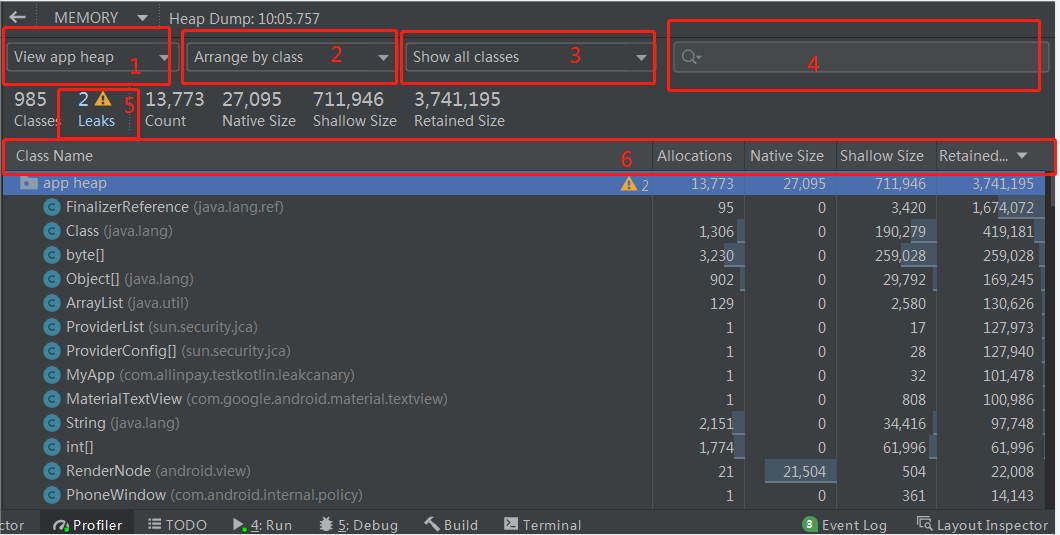 MEMORY Heap Dump: 10:05.757
View app heap 1 Arrange by class 2 Show all classes 3 4
985 2 5 13,773 27,095 711,946 3,741,195
Classes Leaks Count Native Size Shallow Size Retained Size
Class Name 6 Allocations Native Size Shallow Size Retained...
app heap 2 13,773 27,095 711,946 3,741,195
C FinalizerReference (java.lang.ref) 95 0 3,420 1,674,072
C Class (java.lang) 1,306 0 190,279 419,181
C byte[] 3,230 0 259,028 259,028
C Object[] (java.lang) 902 0 29,792 169,245
C ArrayList (java.util) 129 0 2,580 130,626
C ProviderList (sun.security.jca) 1 0 17 127,973
C ProviderConfig[] (sun.security.jca) 1 0 28 127,940
C MyApp (com.allinpay.testkotlin.leakcanary) 1 0 32 101,478
C MaterialTextView (com.google.android.material.textview) 1 0 808 100,986
C String (java.lang) 2,151 0 34,416 97,748
C int[] 1,774 0 61,996 61,996
C RenderNode (android.view) 21 21,504 504 22,008
C PhoneWindow (com.android.internal.policy) 1 0 361 14,143
ctor Profiler TODO 4: Run 5: Debug Build Terminal 3 Event Log Layout Inspector